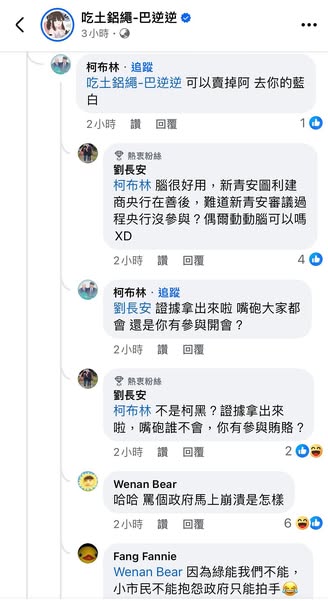 吃土鋁繩-巴逆逆
3小時
柯布林 · 追蹤
吃土鋁繩-巴逆逆 可以賣掉阿 去你的藍
白
2小時 讚 回覆 1
熱衷粉絲
劉長安
柯布林 腦很好用，新青安圖利建
商央行在善後，難道新青安審議過
程央行沒參與？偶爾動動腦可以嗎
XD
2小時 讚 回覆 4
柯布林 · 追蹤
劉長安 證據拿出來啦 嘴砲大家都
會 還是你有參與開會？
2小時 讚 回覆
熱衷粉絲
劉長安
柯布林 不是柯黑？證據拿出來
啦，嘴砲誰不會，你有參與賄賂？
2小時 讚 回覆 2
Wenan Bear
哈哈 罵個政府馬上崩潰是怎樣
2小時 讚 回覆 6
Fang Fannie
Wenan Bear 因為綠能我們不能，
小市民不能抱怨政府只能拍手😂